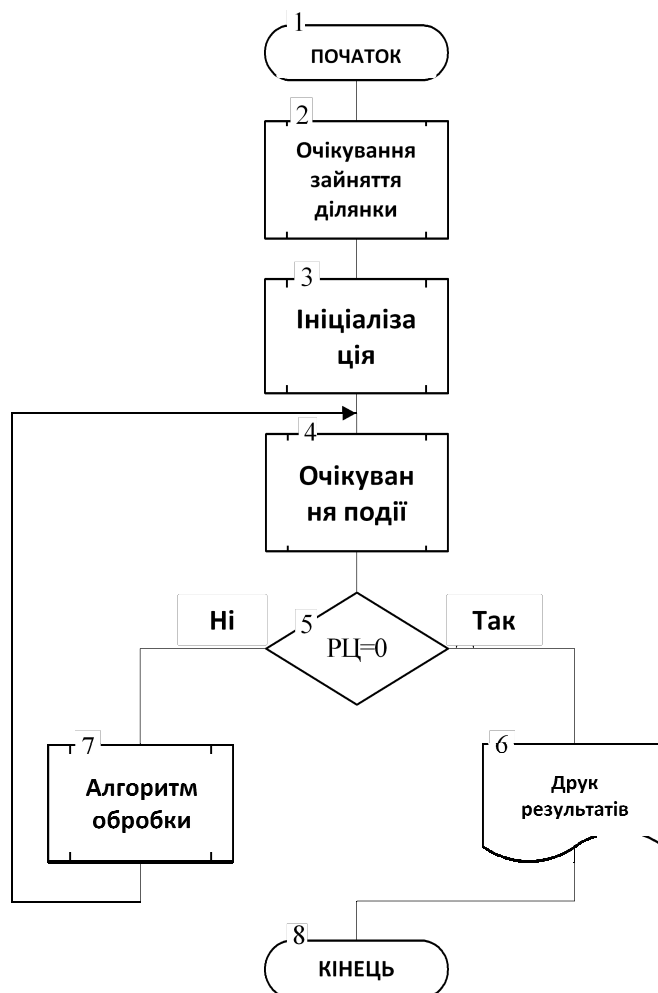 1
ПОЧАТОК
2
Очікування
зайняття
ділянки
3
Ініціаліза
ція
4
Очікуван
ня події
Ні
5
РЦ=0
Так
7
Алгоритм
обробки
6
Друк
результатів
8
КІНЕЦЬ